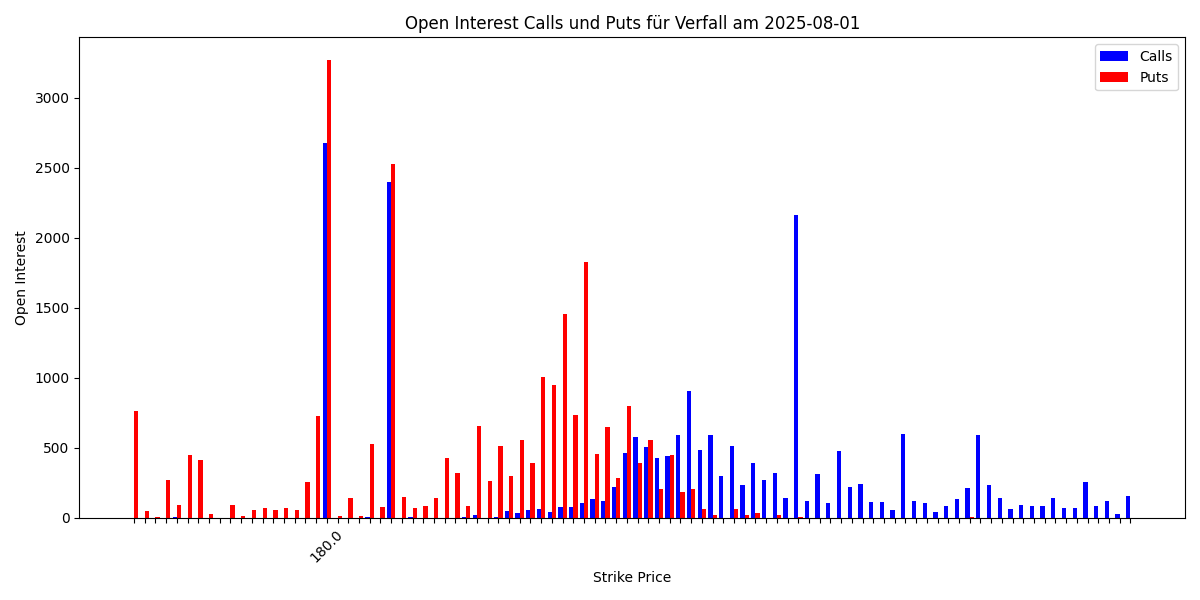 Open Interest Calls und Puts für Verfall am 2025-08-01
Calls
Puts
3000
2500
2000
1500
1000
500
0
Open Interest
180.0
Strike Price